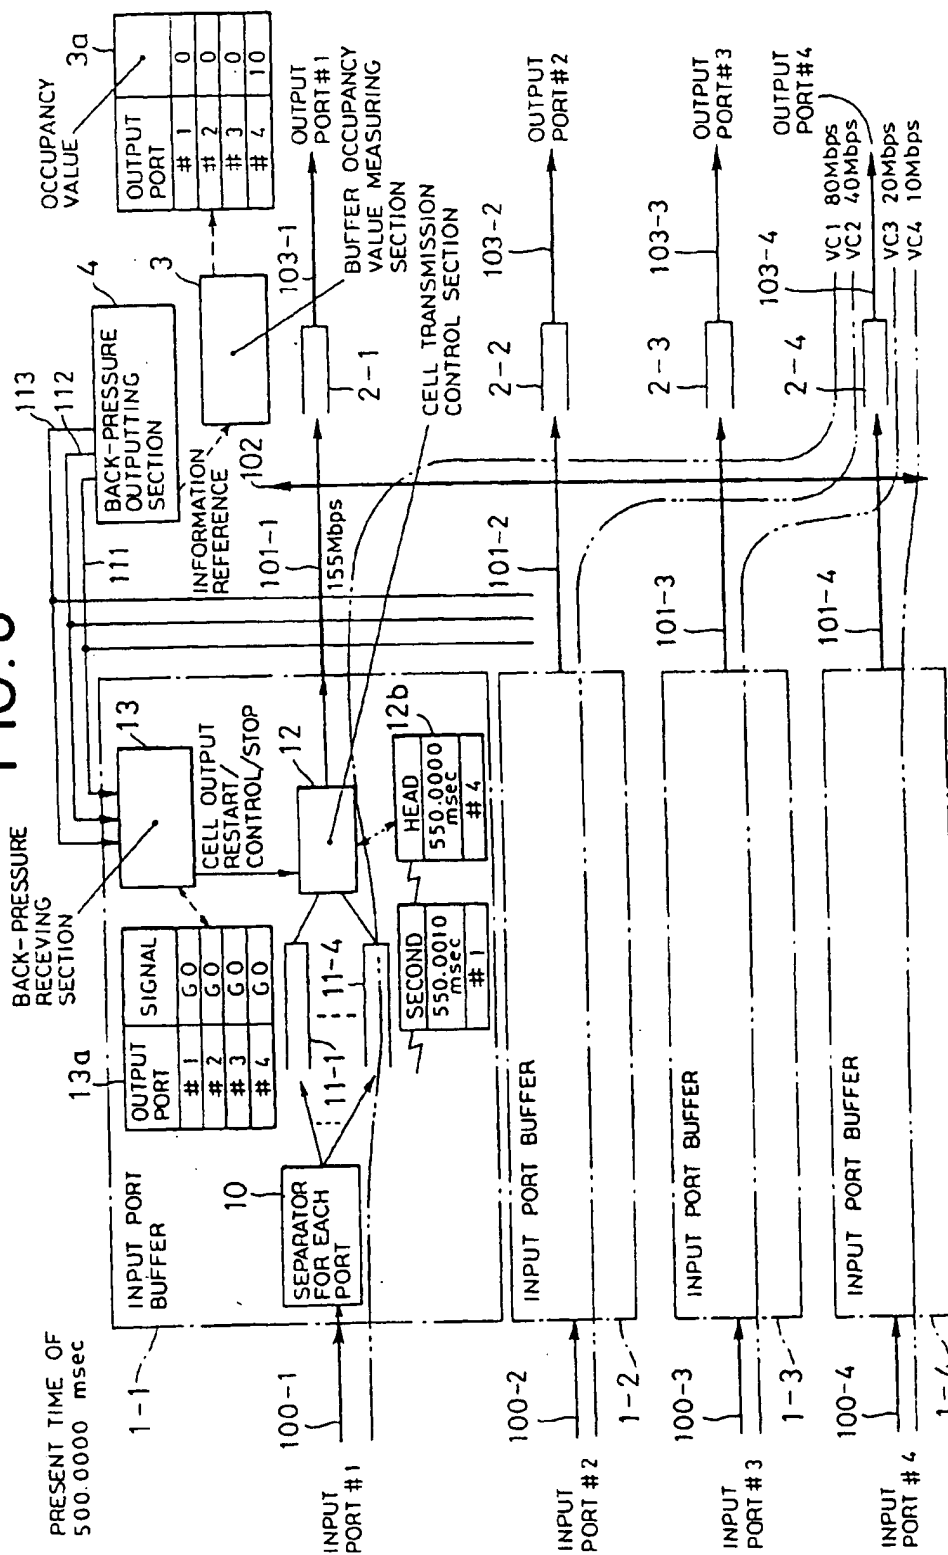 PRESENT TIME OF
500.0000 msec
1-1
INPUT PORT
BUFFER
BACK-PRESSURE
RECEVING
SECTION
13a
OUTPUT
PORT
SIGNAL
# 1 GO
# 2 GO
# 3 GO
# 4 GO
13
CELL OUTPUT
RESTART/
CONTROL/STOP
12
10
SEPARATOR
FOR EACH
PORT
11-1
11-4
SECOND
550.0010
msec
# 1
HEAD
550.0000
msec
# 4
12b
INPUT
PORT #1
100-1
113
112
111
4
BACK-PRESSURE
OUTPUTTING
SECTION
INFORMATION
REFERENCE
102
3
OCCUPANCY
VALUE
3a
OUTPUT
PORT
# 1 0
# 2 0
# 3 0
# 4 10
BUFFER OCCUPANCY
VALUE MEASURING
SECTION
CELL TRANSMISSION
CONTROL SECTION
101-1
155Mbps
2-1
103-1
OUTPUT
PORT#1
INPUT
PORT #2
100-2
1-2
INPUT PORT BUFFER
101-2
2-2
103-2
OUTPUT
PORT#2
INPUT
PORT #3
100-3
1-3
INPUT PORT BUFFER
101-3
2-3
103-3
OUTPUT
PORT#3
INPUT
PORT # 4
100-4
1-4
INPUT PORT BUFFER
101-4
2-4
103-4
OUTPUT
PORT#4
VC1 80Mbps
VC2 40Mbps
VC3 20Mbps
VC4 10Mbps